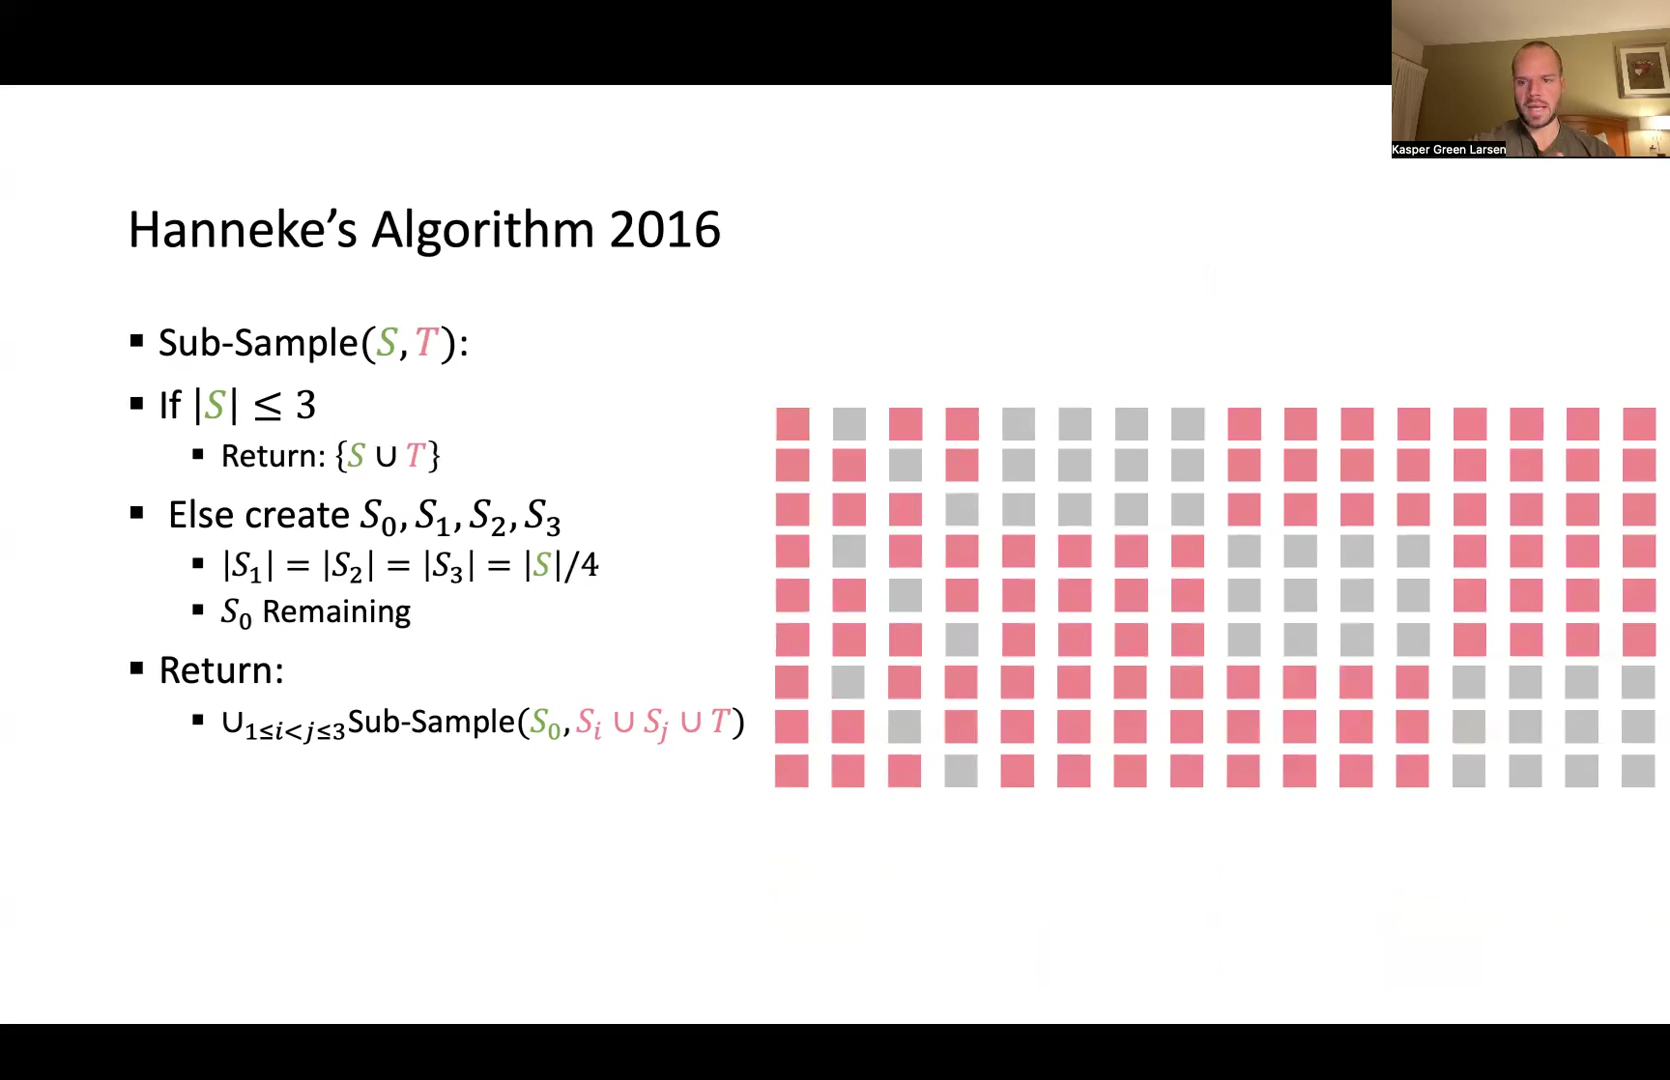 Kasper Green Larsen
Hanneke’s Algorithm 2016
▪ Sub-Sample(𝑆, 𝑇):
▪ If |𝑆| ≤ 3
▪ Return: {𝑆 ∪ 𝑇}
▪ Else create 𝑆₀, 𝑆₁, 𝑆₂, 𝑆₃
▪ |𝑆₁| = |𝑆₂| = |𝑆₃| = |𝑆|/4
▪ 𝑆₀ Remaining
▪ Return:
▪ ∪₁≤𝑖<𝑗≤₃Sub-Sample(𝑆₀, 𝑆ᵢ ∪ 𝑆ⱼ ∪ 𝑇)